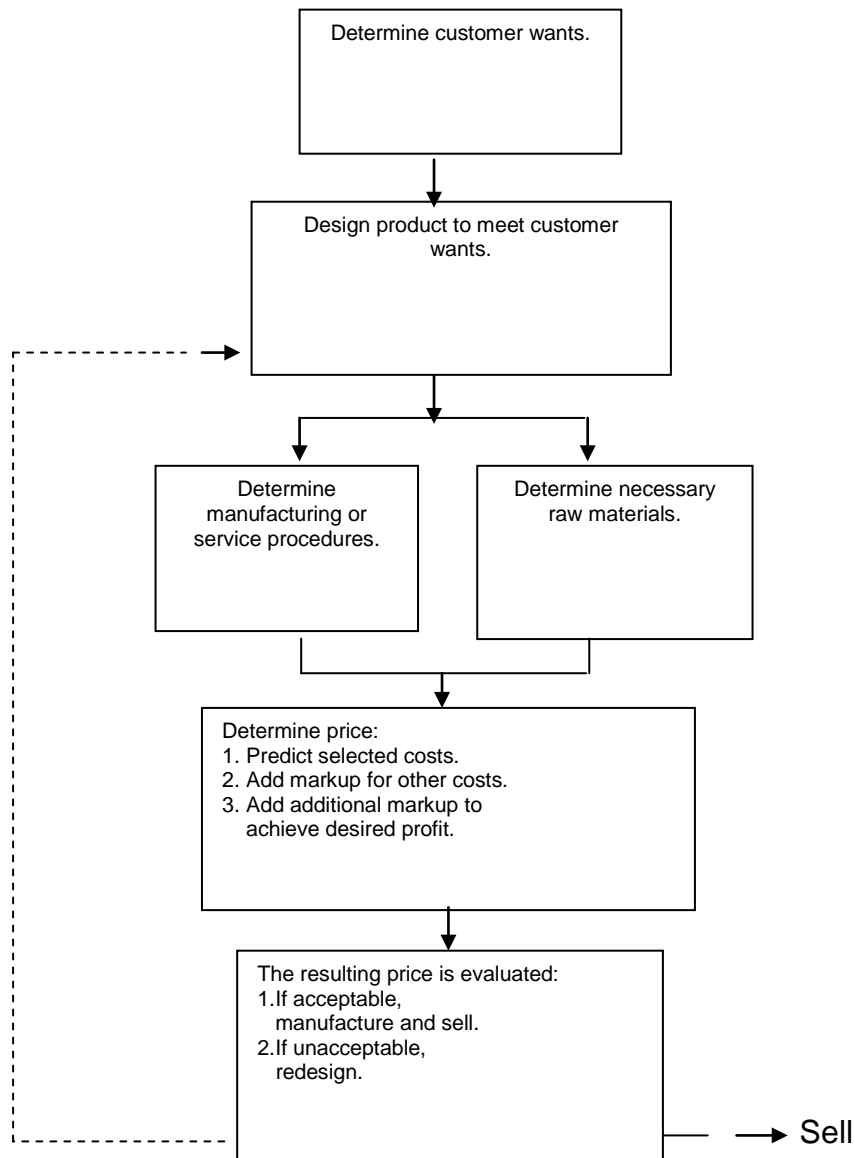 Determine customer wants.
Design product to meet customer
wants.
Determine
manufacturing or
service procedures.
Determine necessary
raw materials.
Determine price:
1. Predict selected costs.
2. Add markup for other costs.
3. Add additional markup to
achieve desired profit.
The resulting price is evaluated:
1.If acceptable,
manufacture and sell.
2.If unacceptable,
redesign.
Sell